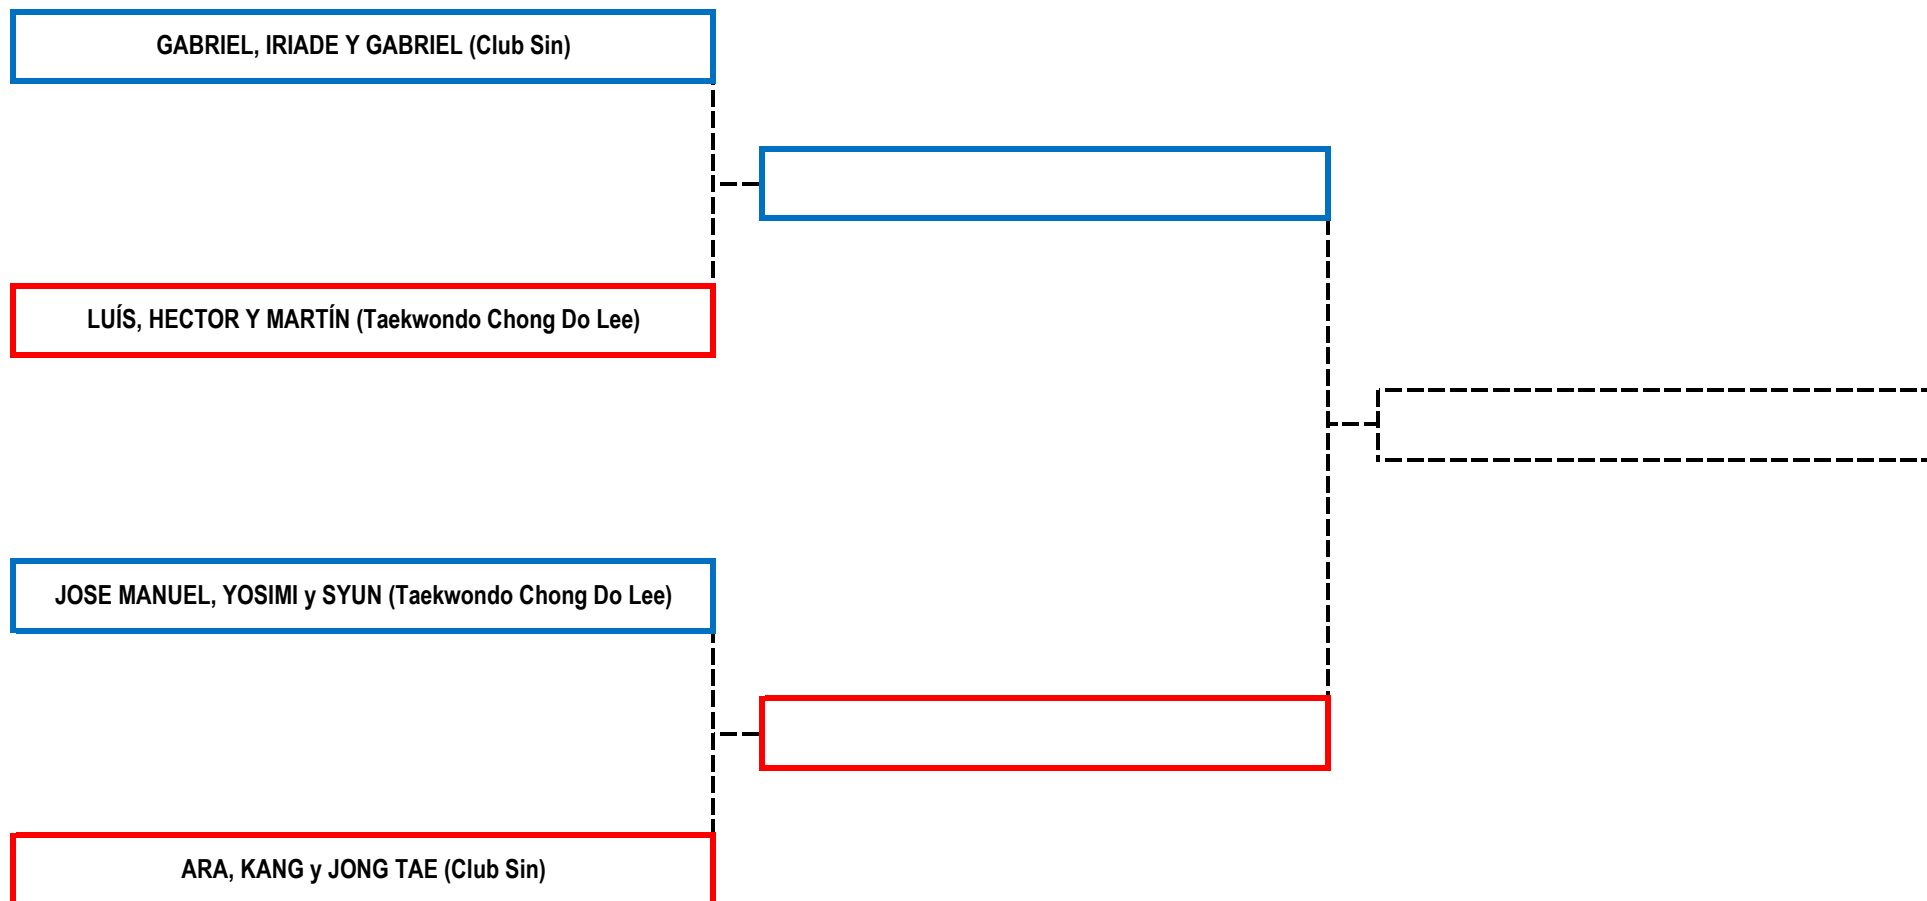 GABRIEL, IRIADE Y GABRIEL (Club Sin)
LUÍS, HECTOR Y MARTÍN (Taekwondo Chong Do Lee)
JOSE MANUEL, YOSIMI y SYUN (Taekwondo Chong Do Lee)
ARA, KANG y JONG TAE (Club Sin)